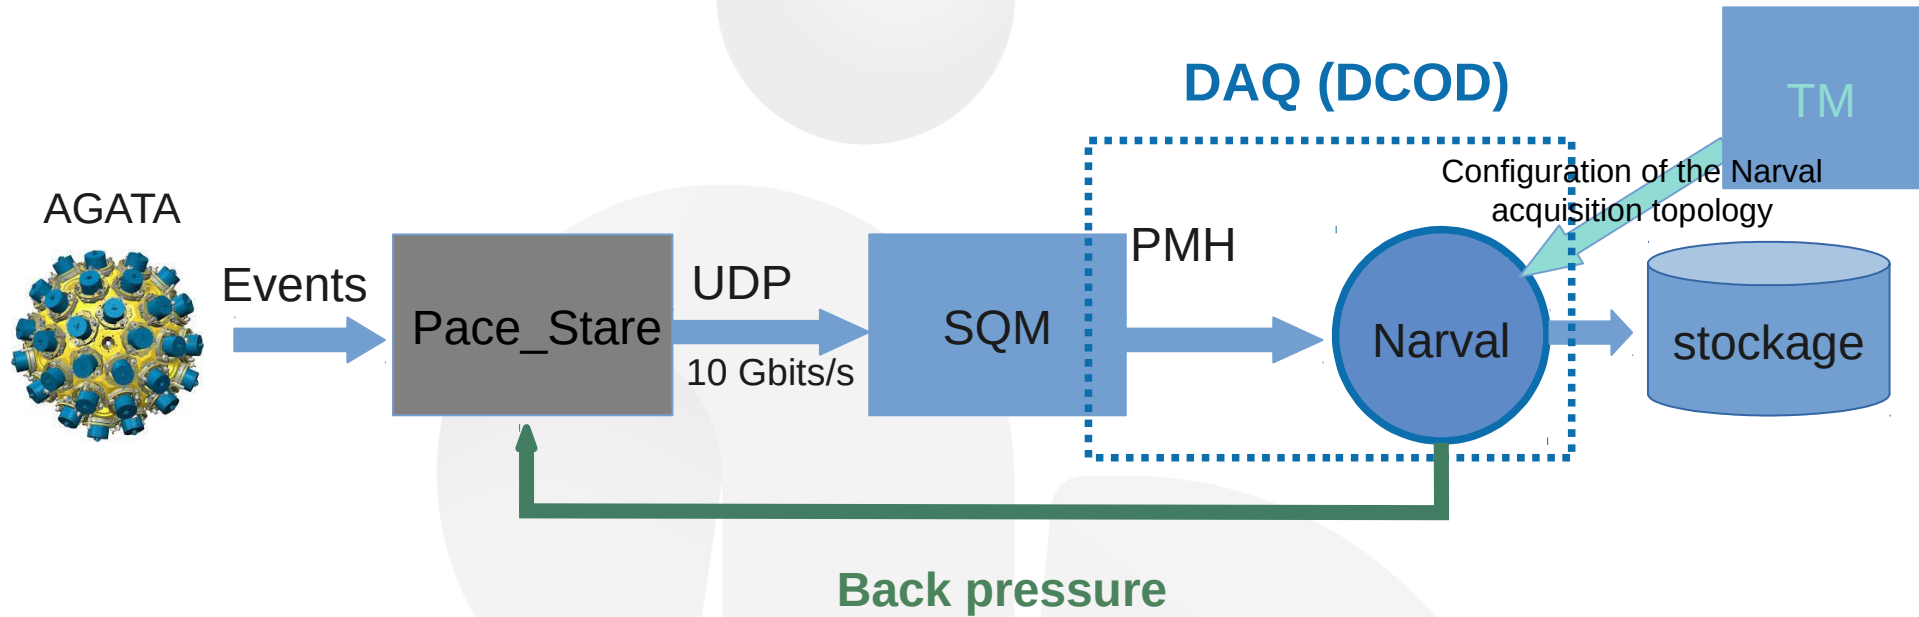 DAQ (DCOD)
TM
Configuration of the Narval
acquisition topology
AGATA
Events
Pace_Stare
UDP
10 Gbits/s
SQM
PMH
Narval
stockage
Back pressure